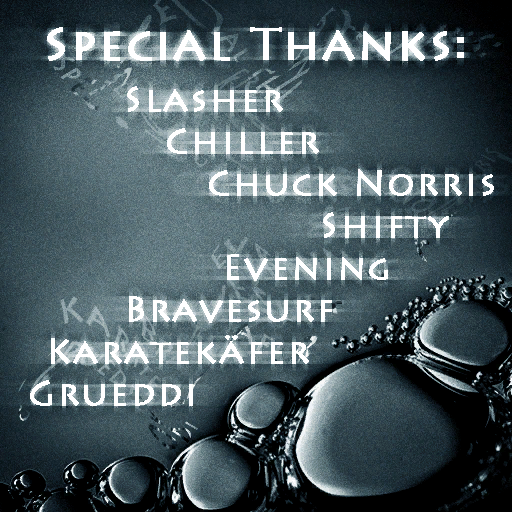 Special Thanks:
Slasher
Chiller
Chuck Norris
Shifty
Evening
Bravesurf
Karatekäfer
Grueddi